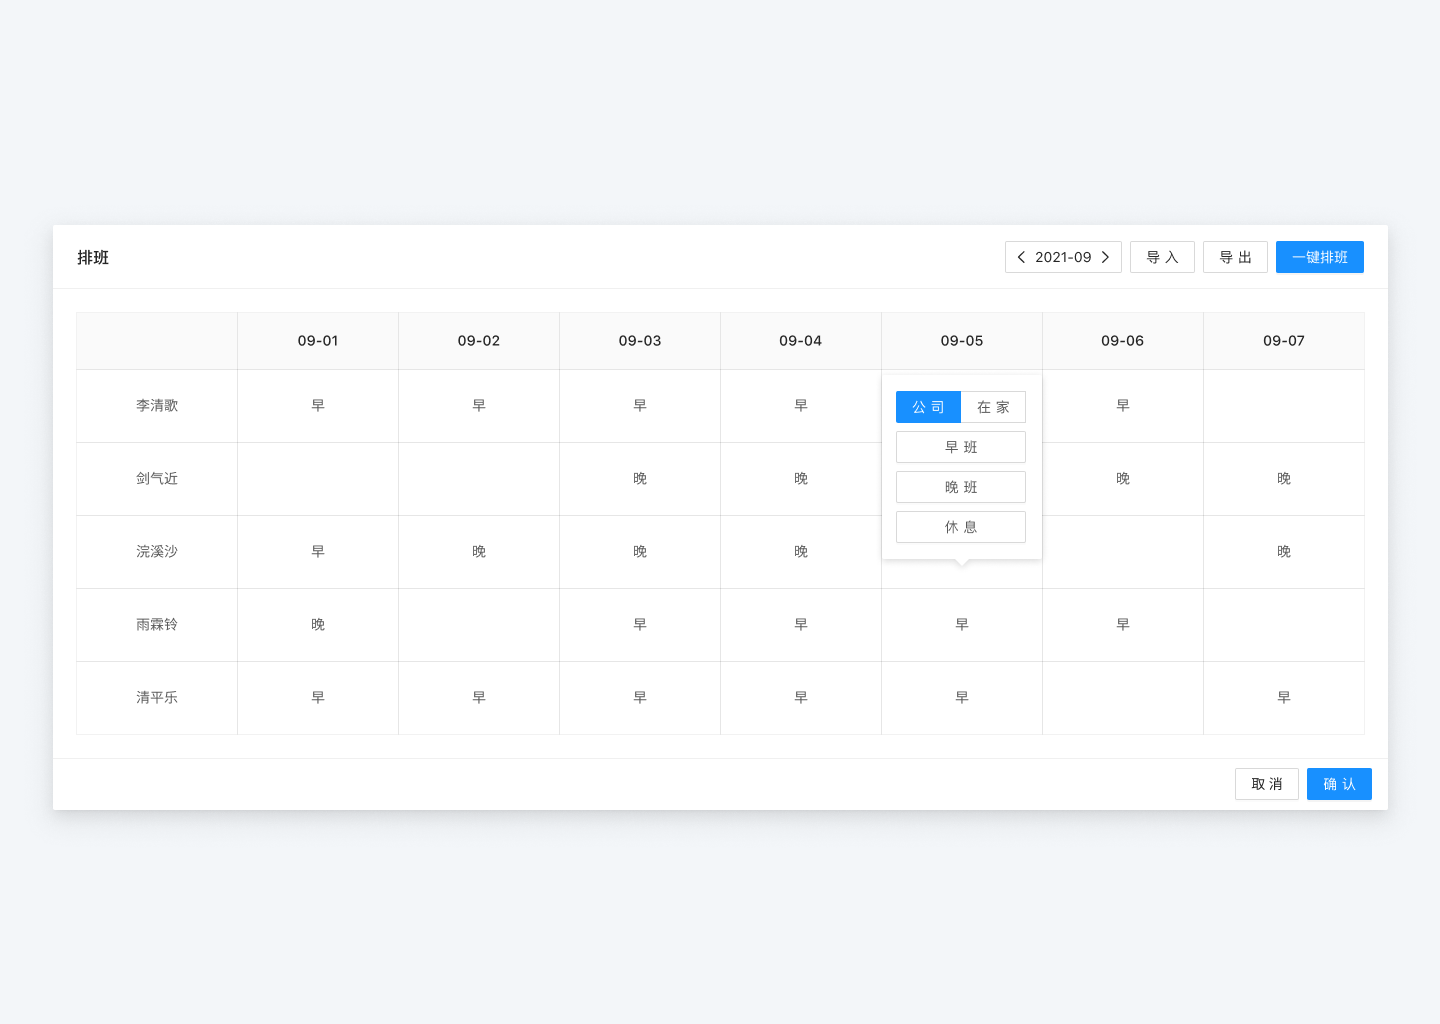 排班
2021-09
导入
导出
一键排班
09-01 09-02 09-03 09-04 09-05 09-06 09-07
李清歌 早 早 早 早 早
公司 在家
早班
剑气近 晚 晚 晚 晚
晚班
休息
浣溪沙 早 晚 晚 晚 晚
雨霖铃 晚 早 早 早 早
清平乐 早 早 早 早 早 早
取消 确认